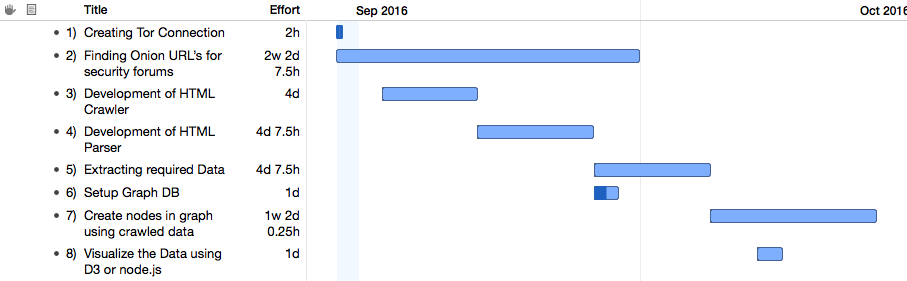 Title Effort Sep 2016 Oct 2016
1) Creating Tor Connection 2h
2) Finding Onion URL's for 2w 2d
security forums 7.5h
3) Development of HTML 4d
Crawler
4) Development of HTML 4d 7.5h
Parser
5) Extracting required Data 4d 7.5h
6) Setup Graph DB 1d
7) Create nodes in graph 1w 2d
using crawled data 0.25h
8) Visualize the Data using 1d
D3 or node.js